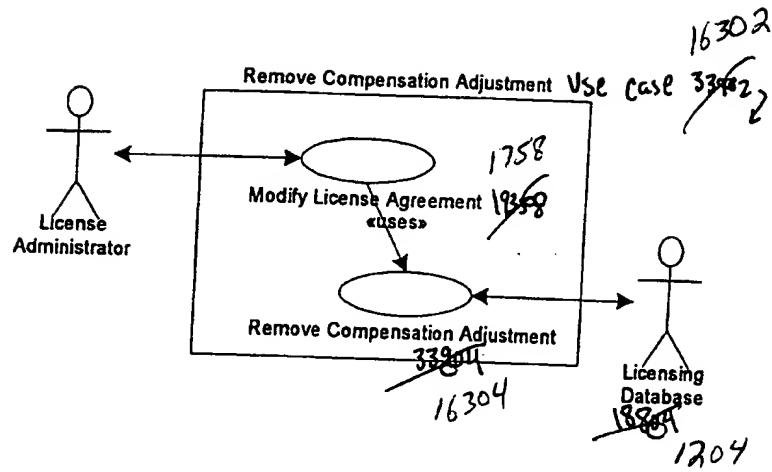 16302
Remove Compensation Adjustment Use case
1758
Modify License Agreement
«uses»
License
Administrator
Remove Compensation Adjustment
16304
Licensing
Database
1204